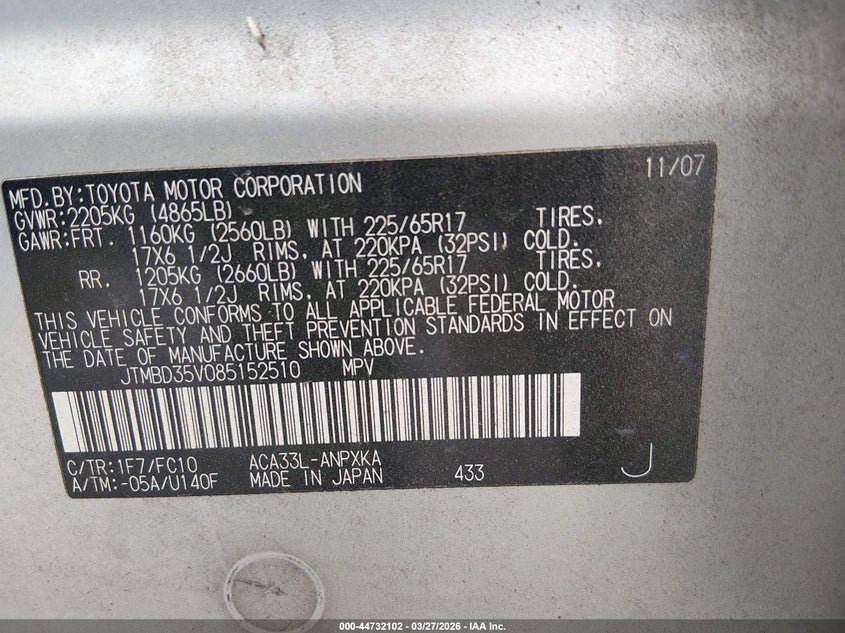 11/07
MFD.BY:TOYOTA MOTOR CORPORATION
GVWR:2205KG (4865LB)
GAWR:FRT. 1160KG (2560LB) WITH 225/65R17 TIRES.
17X6 1/2J RIMS, AT 220KPA (32PSI) COLD.
RR. 1205KG (2660LB) WITH 225/65R17 TIRES.
17X6 1/2J RIMS, AT 220KPA (32PSI) COLD.
THIS VEHICLE CONFORMS TO ALL APPLICABLE FEDERAL MOTOR
VEHICLE SAFETY AND THEFT PREVENTION STANDARDS IN EFFECT ON
THE DATE OF MANUFACTURE SHOWN ABOVE.
JTMBD35V085152510 MPV
C/TR:1F7/FC10 ACA33L-ANPXKA
A/TM:-05A/U140F MADE IN JAPAN 433 J
000-44732102 - 03/27/2026 - IAA Inc.